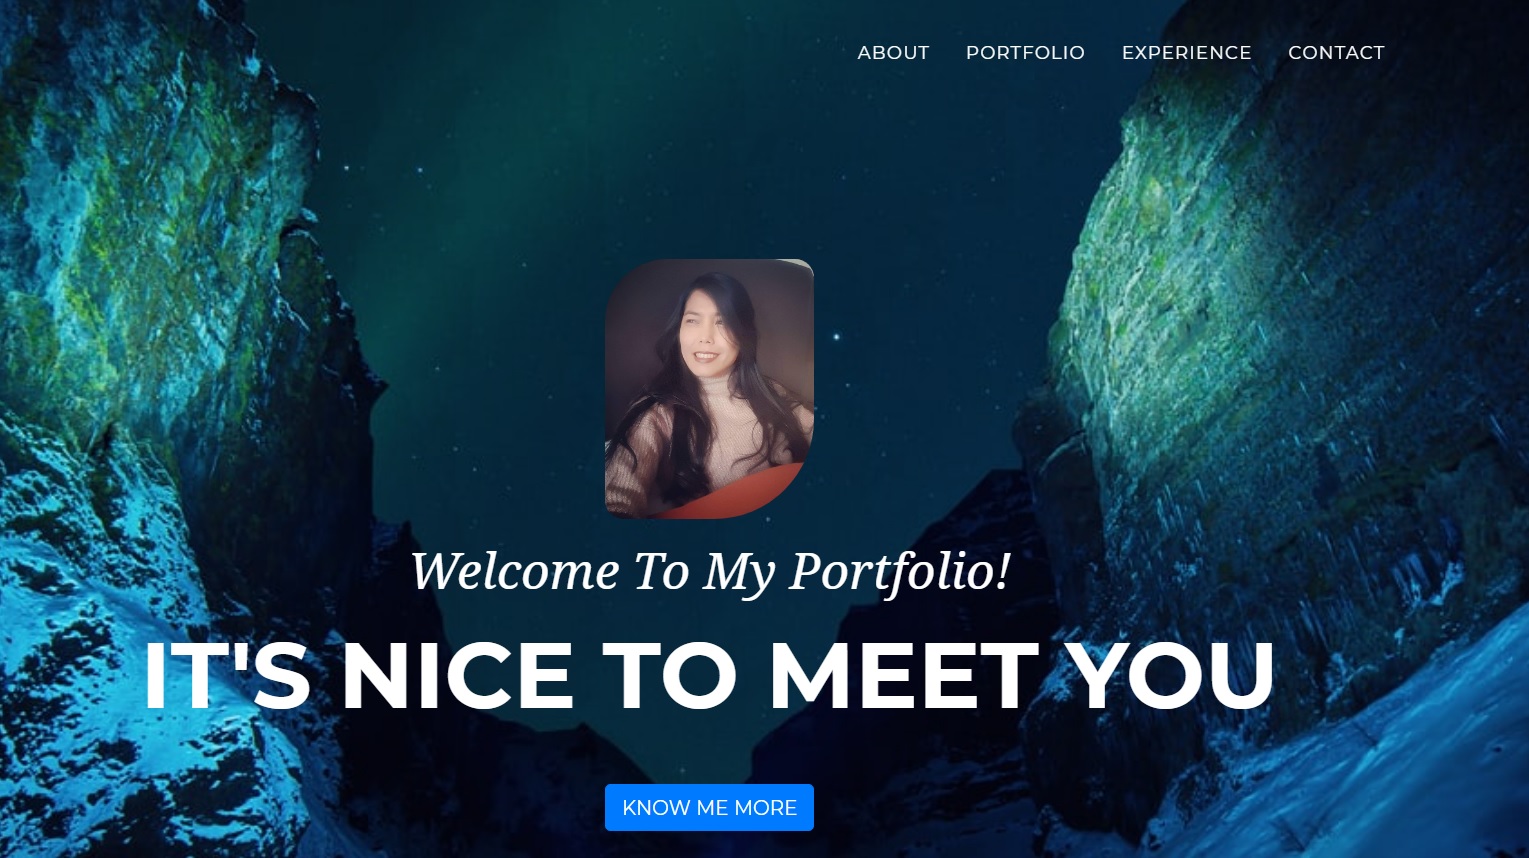 ABOUT PORTFOLIO EXPERIENCE CONTACT
Welcome To My Portfolio!
IT'S NICE TO MEET YOU
KNOW ME MORE